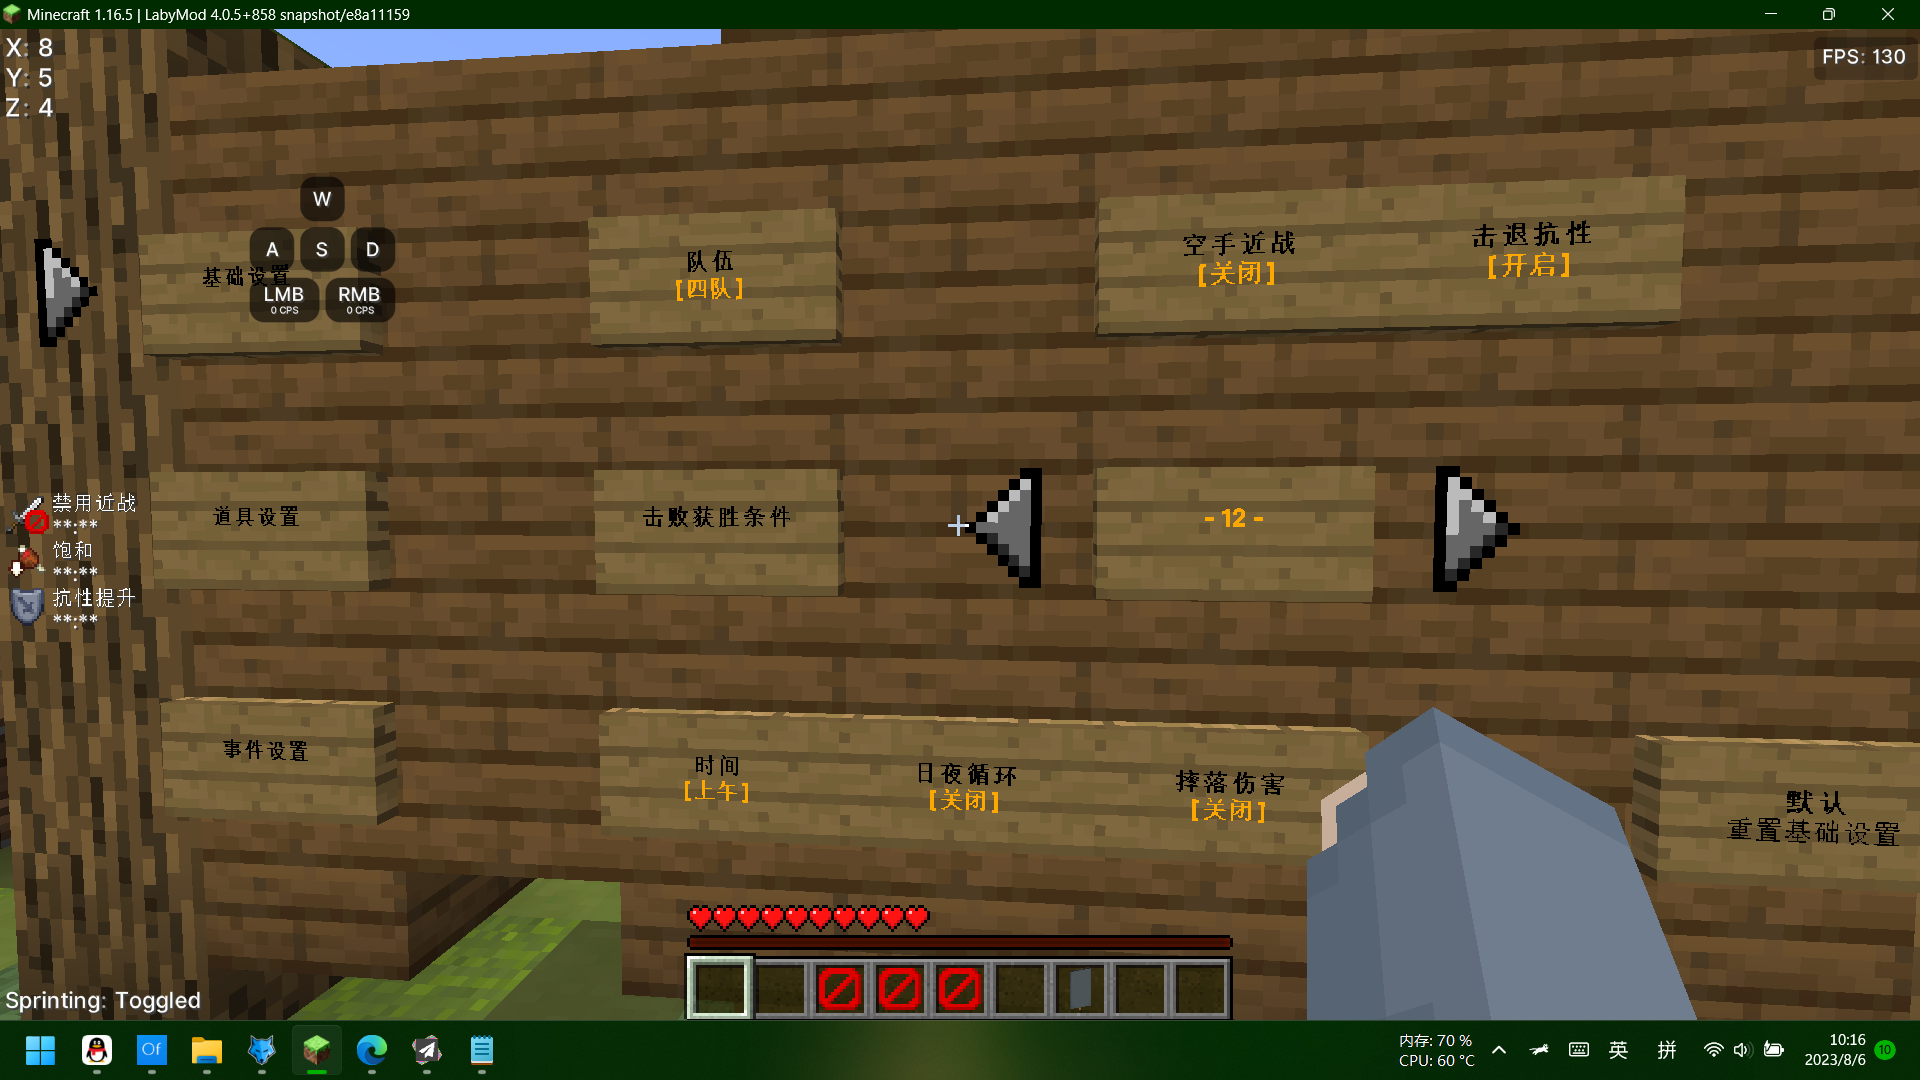 Minecraft 1.16.5 | LabyMod 4.0.5+858 snapshot/e8a11159
X: 8
Y: 5
Z: 4
FPS: 130
W
A
S
D
LMB
0 CPS
RMB
0 CPS
基础设置
队伍
[四队]
空手近战
[关闭]
击退抗性
[开启]
禁用近战
**:**
饱和
**:**
抗性提升
**:**
道具设置
击败获胜条件
- 12 -
事件设置
时间
[上午]
日夜循环
[关闭]
摔落伤害
[关闭]
默认
重置基础设置
Sprinting: Toggled
Of
内存: 70 %
CPU: 60 °C
英
拼
10:16
2023/8/6
10